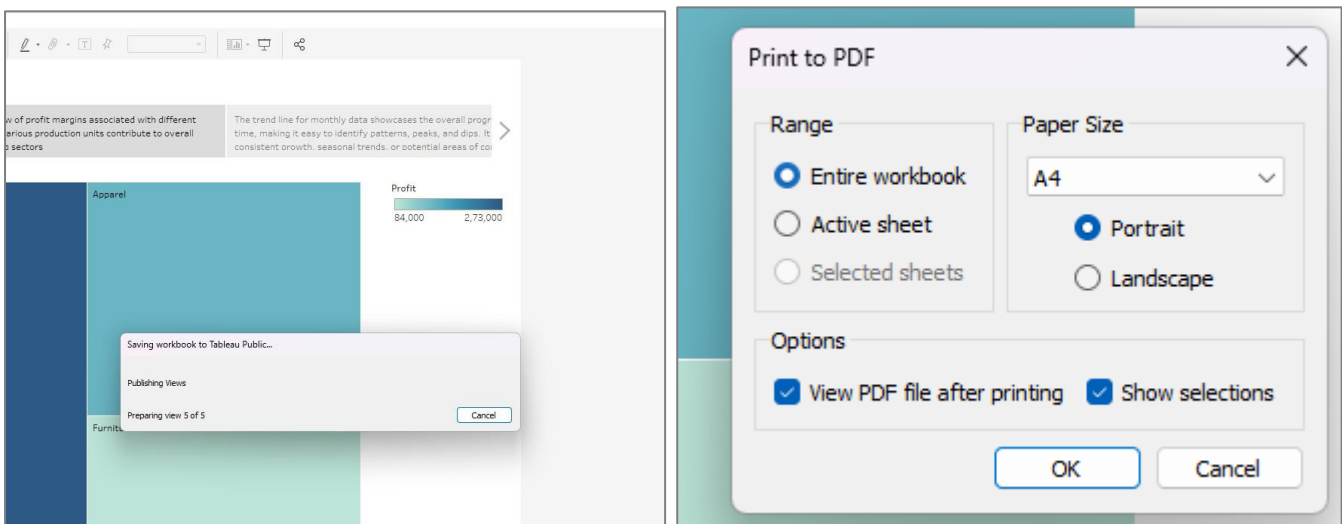 w of profit margins associated with different
arious production units contribute to overall
sectors
The trend line for monthly data showcases the overall progr
time, making it easy to identify patterns, peaks, and dips. It
consistent growth, seasonal trends, or potential areas of co
Apparel
Profit
84,000 2,73,000
Saving workbook to Tableau Public...
Publishing Views
Preparing view 5 of 5
Cancel
Furnitu
Print to PDF
Range
Entire workbook
Active sheet
Selected sheets
Paper Size
A4
Portrait
Landscape
Options
View PDF file after printing
Show selections
OK
Cancel